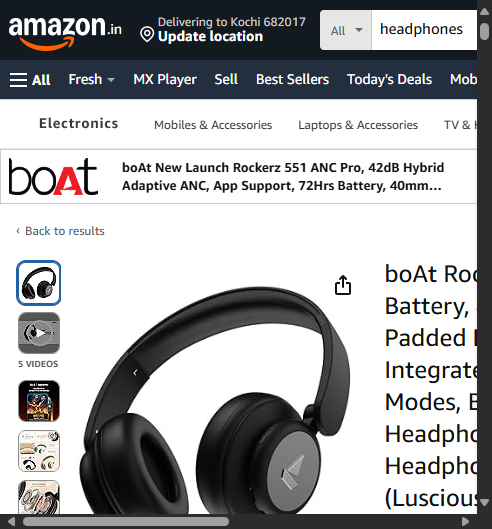 amazon.in
Delivering to Kochi 682017
Update location
All
headphones
All
Fresh
MX Player
Sell
Best Sellers
Today's Deals
Mob
Electronics
Mobiles & Accessories
Laptops & Accessories
TV &
boAt
boAt New Launch Rockerz 551 ANC Pro, 42dB Hybrid
Adaptive ANC, App Support, 72Hrs Battery, 40mm...
‹ Back to results
5 VIDEOS
boAt Roc
Battery,
Padded
Integrate
Modes,
Headpho
Headpho
(Luscious